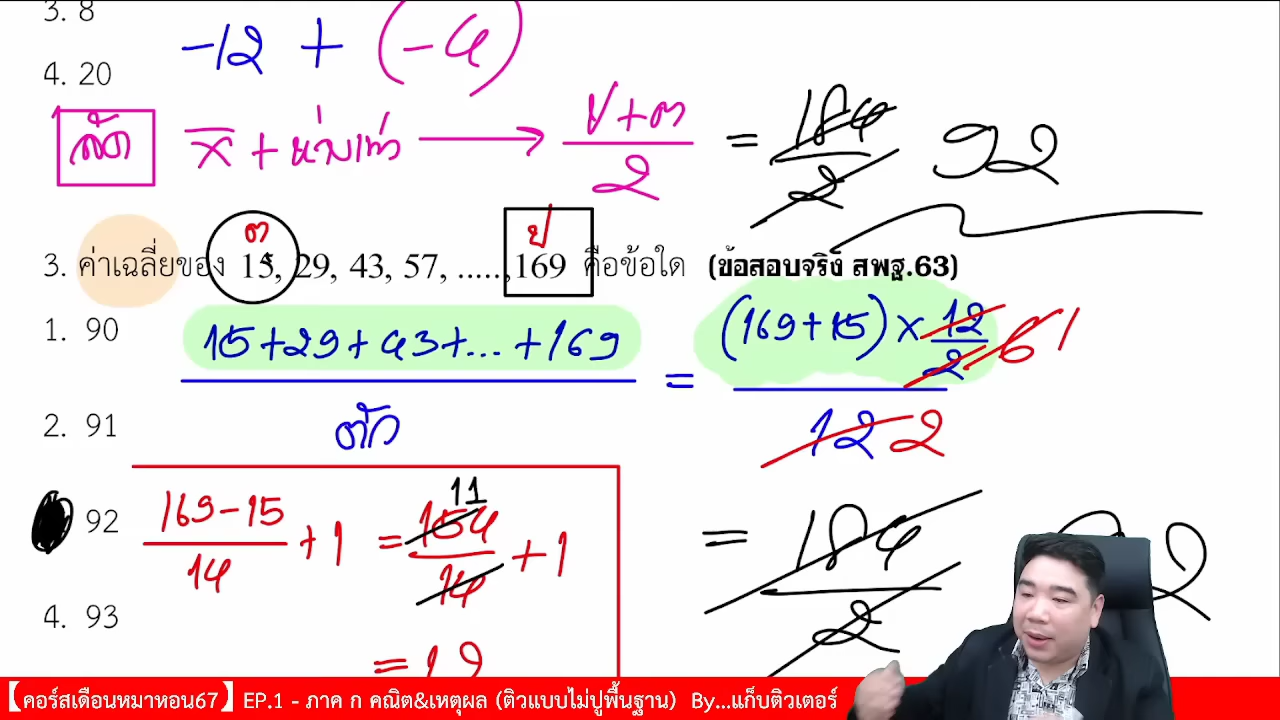 3. 8
-12 + (-4)
4. 20
ลัด x̄ + ห่างเท่า → ป+ต / 2 = 184 / 2 92
ต ป
3. ค่าเฉลี่ยของ 15, 29, 43, 57, ....., 169 คือข้อใด (ข้อสอบจริง สพฐ.63)
1. 90
15+29+43+...+169 / ตัว = (169+15) × 12/2 6 1 / 12 2
2. 91
92
169-15 / 14 + 1 = 154 11 / 14 + 1
= 184 / 2
4. 93
= 12
【คอร์สเดือนหมาหอน67】 EP.1 - ภาค ก คณิต&เหตุผล (ติวแบบไม่ปูพื้นฐาน) By...แก็บติวเตอร์